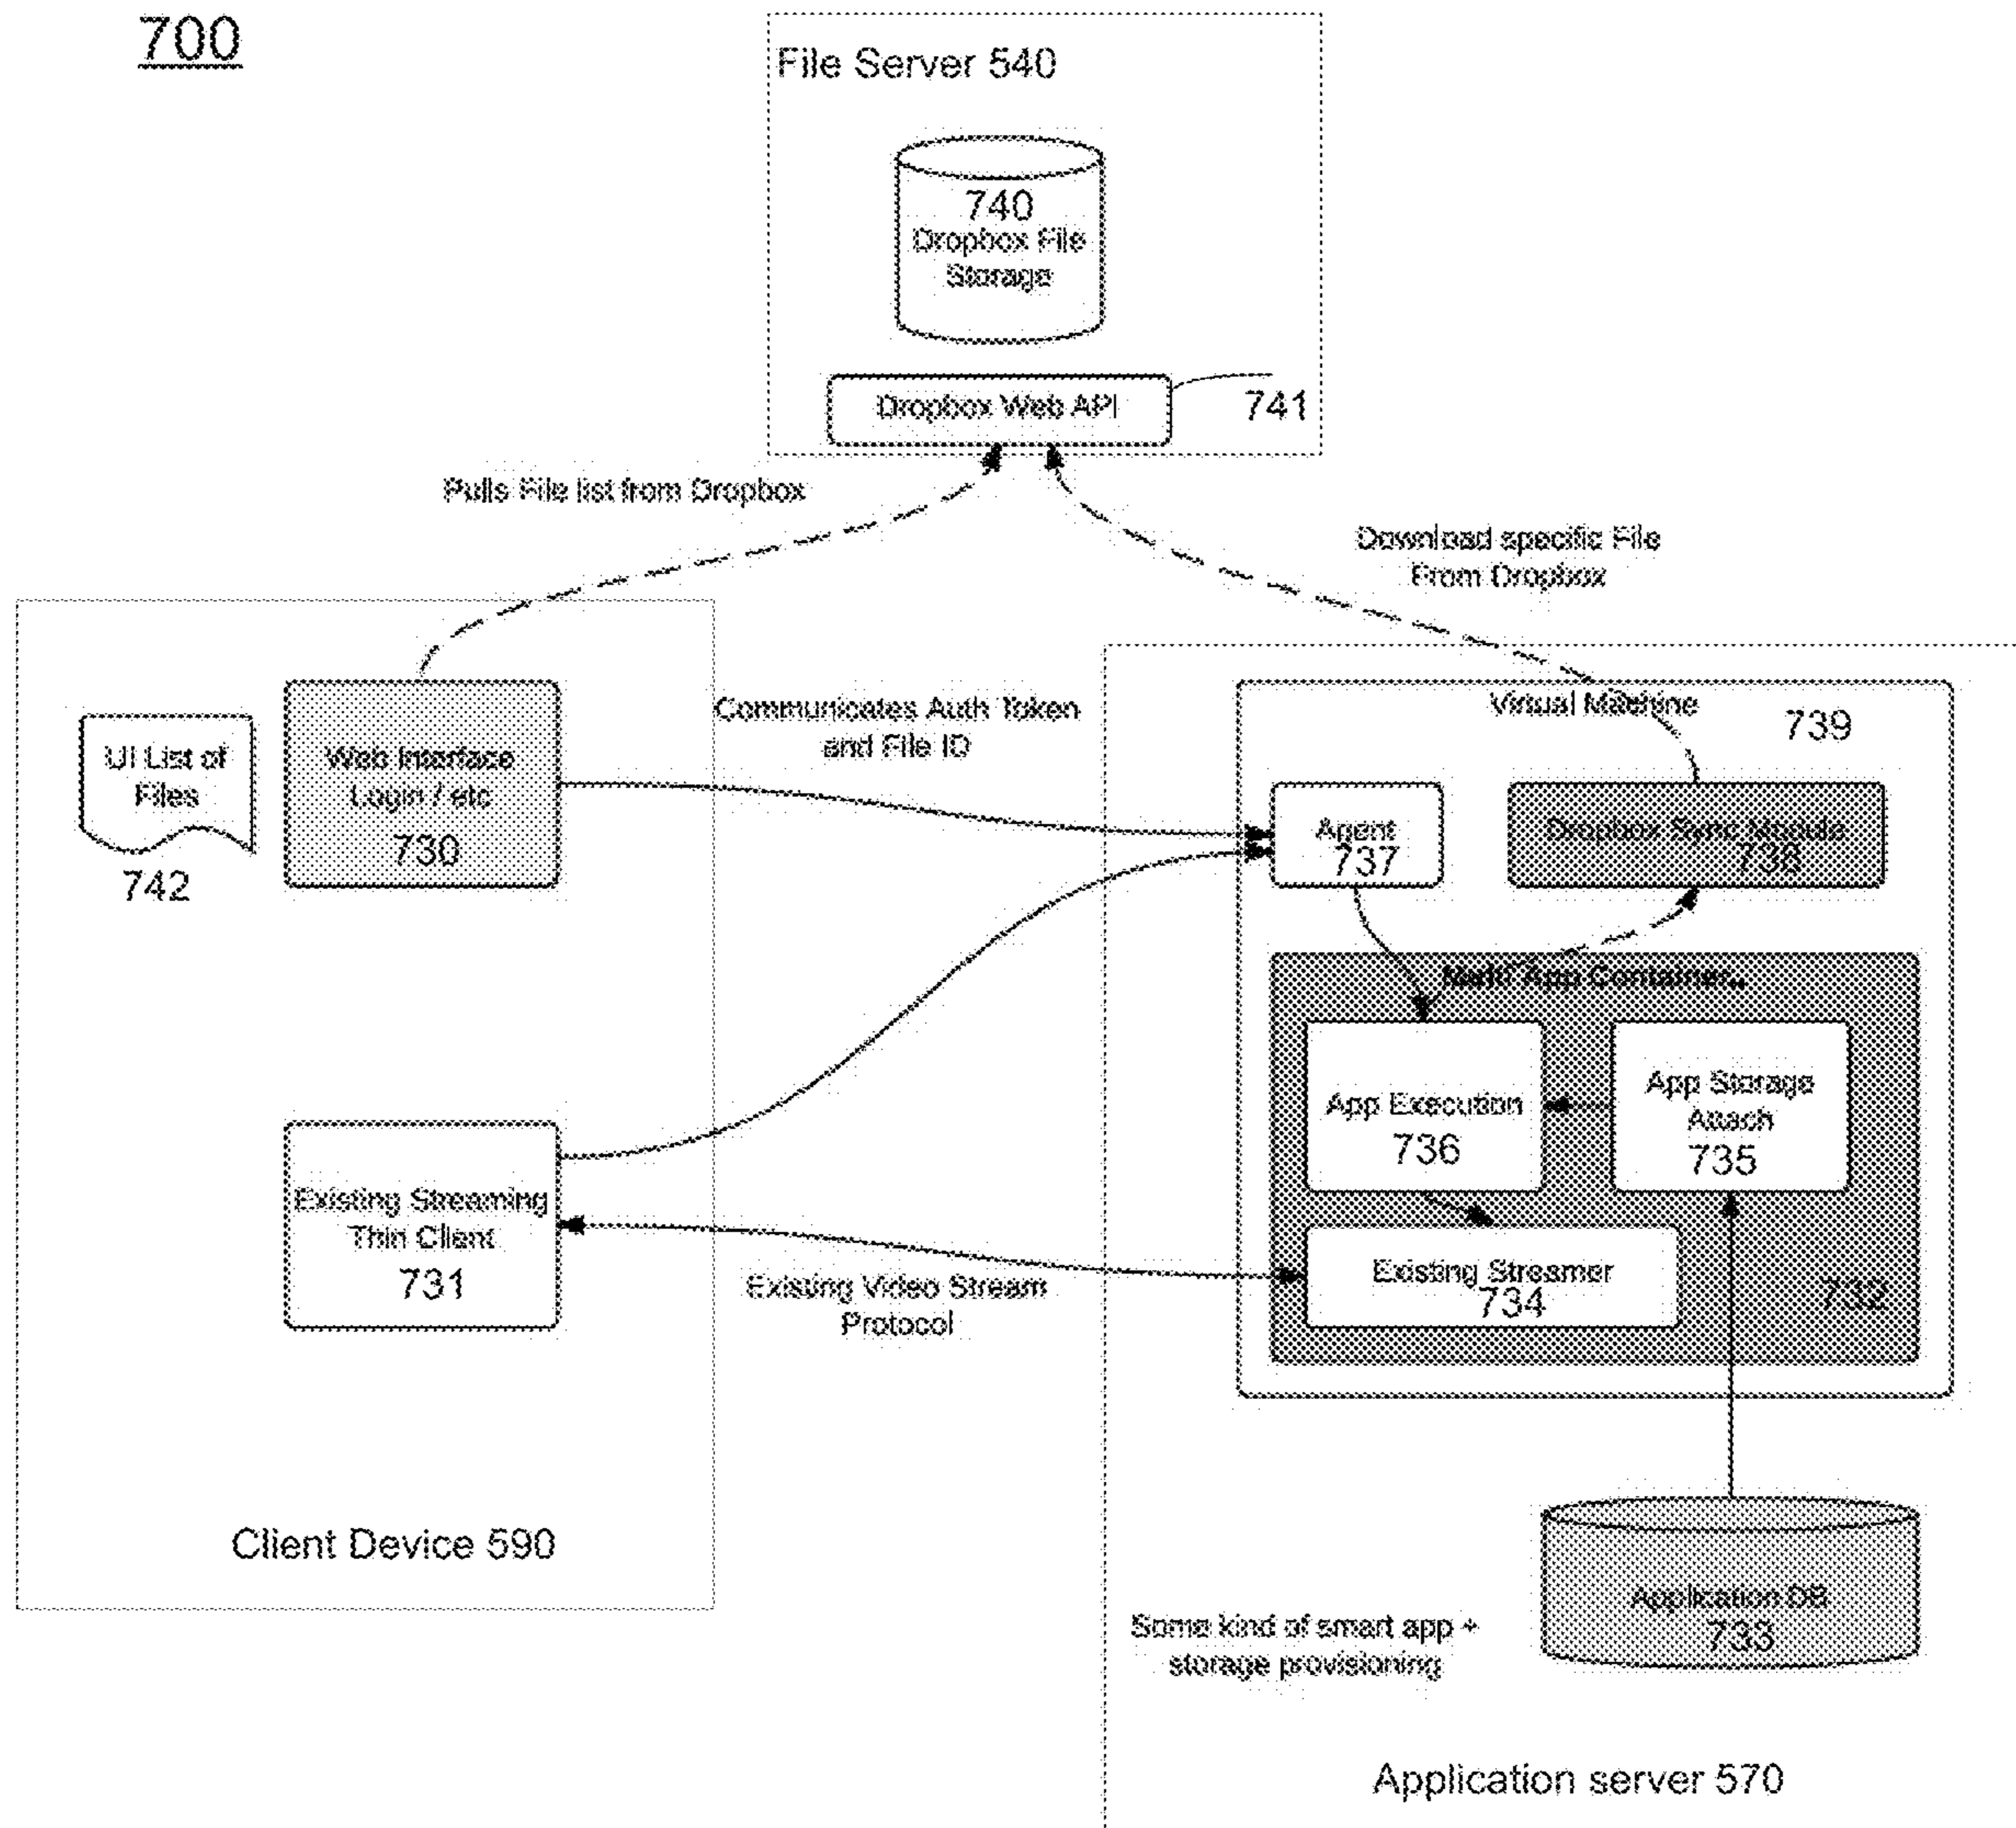 700
File Server 540
740
Dropbox File
Storage
Dropbox Web API
741
Pulls File list from Dropbox
Download specific File
From Dropbox
Communicates Auth Token
and File ID
Virtual Machine
739
UI List of
Files
742
Web Interface
Login / etc
730
Agent
737
Dropbox Sync Module
738
Multi App Container
App Execution
736
App Storage
Attach
735
Existing Streaming
Thin Client
731
Existing Video Stream
Protocol
Existing Streamer
734
732
Client Device 590
Application DB
733
Some kind of smart app +
storage provisioning
Application server 570